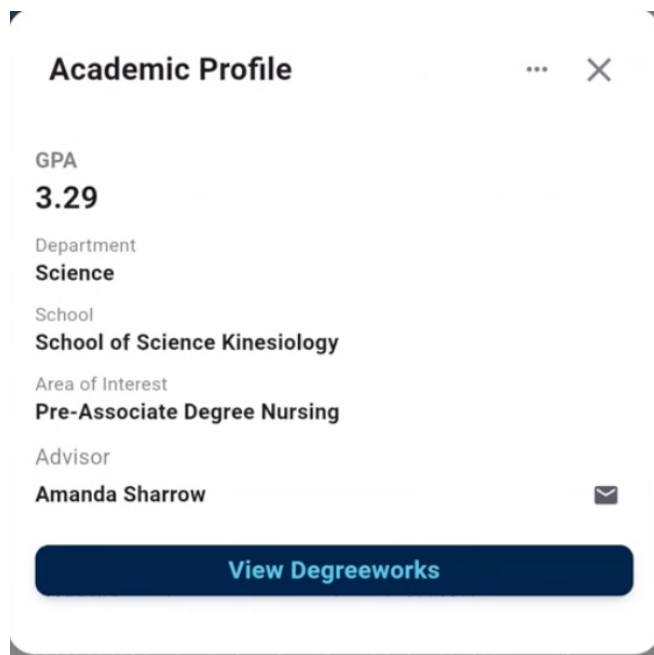 Academic Profile
GPA
3.29
Department
Science
School
School of Science Kinesiology
Area of Interest
Pre-Associate Degree Nursing
Advisor
Amanda Sharrow
View Degreeworks